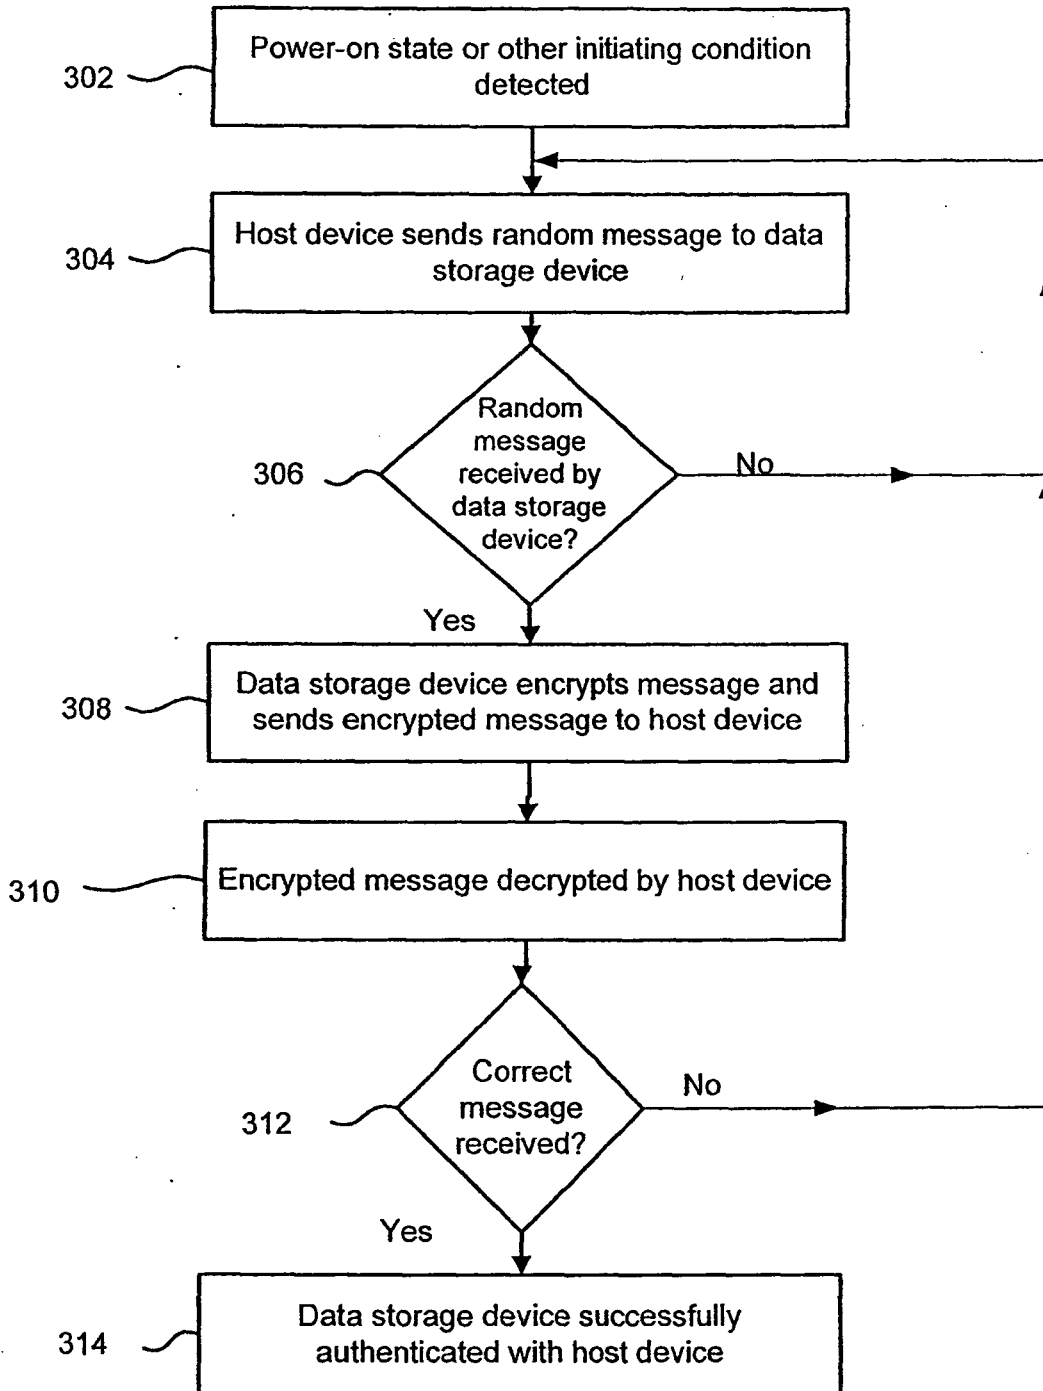 Power-on state or other initiating condition
detected
302
Host device sends random message to data
storage device
304
Random
message
received by
data storage
device?
306
No
Yes
Data storage device encrypts message and
sends encrypted message to host device
308
Encrypted message decrypted by host device
310
Correct
message
received?
312
No
Yes
Data storage device successfully
authenticated with host device
314